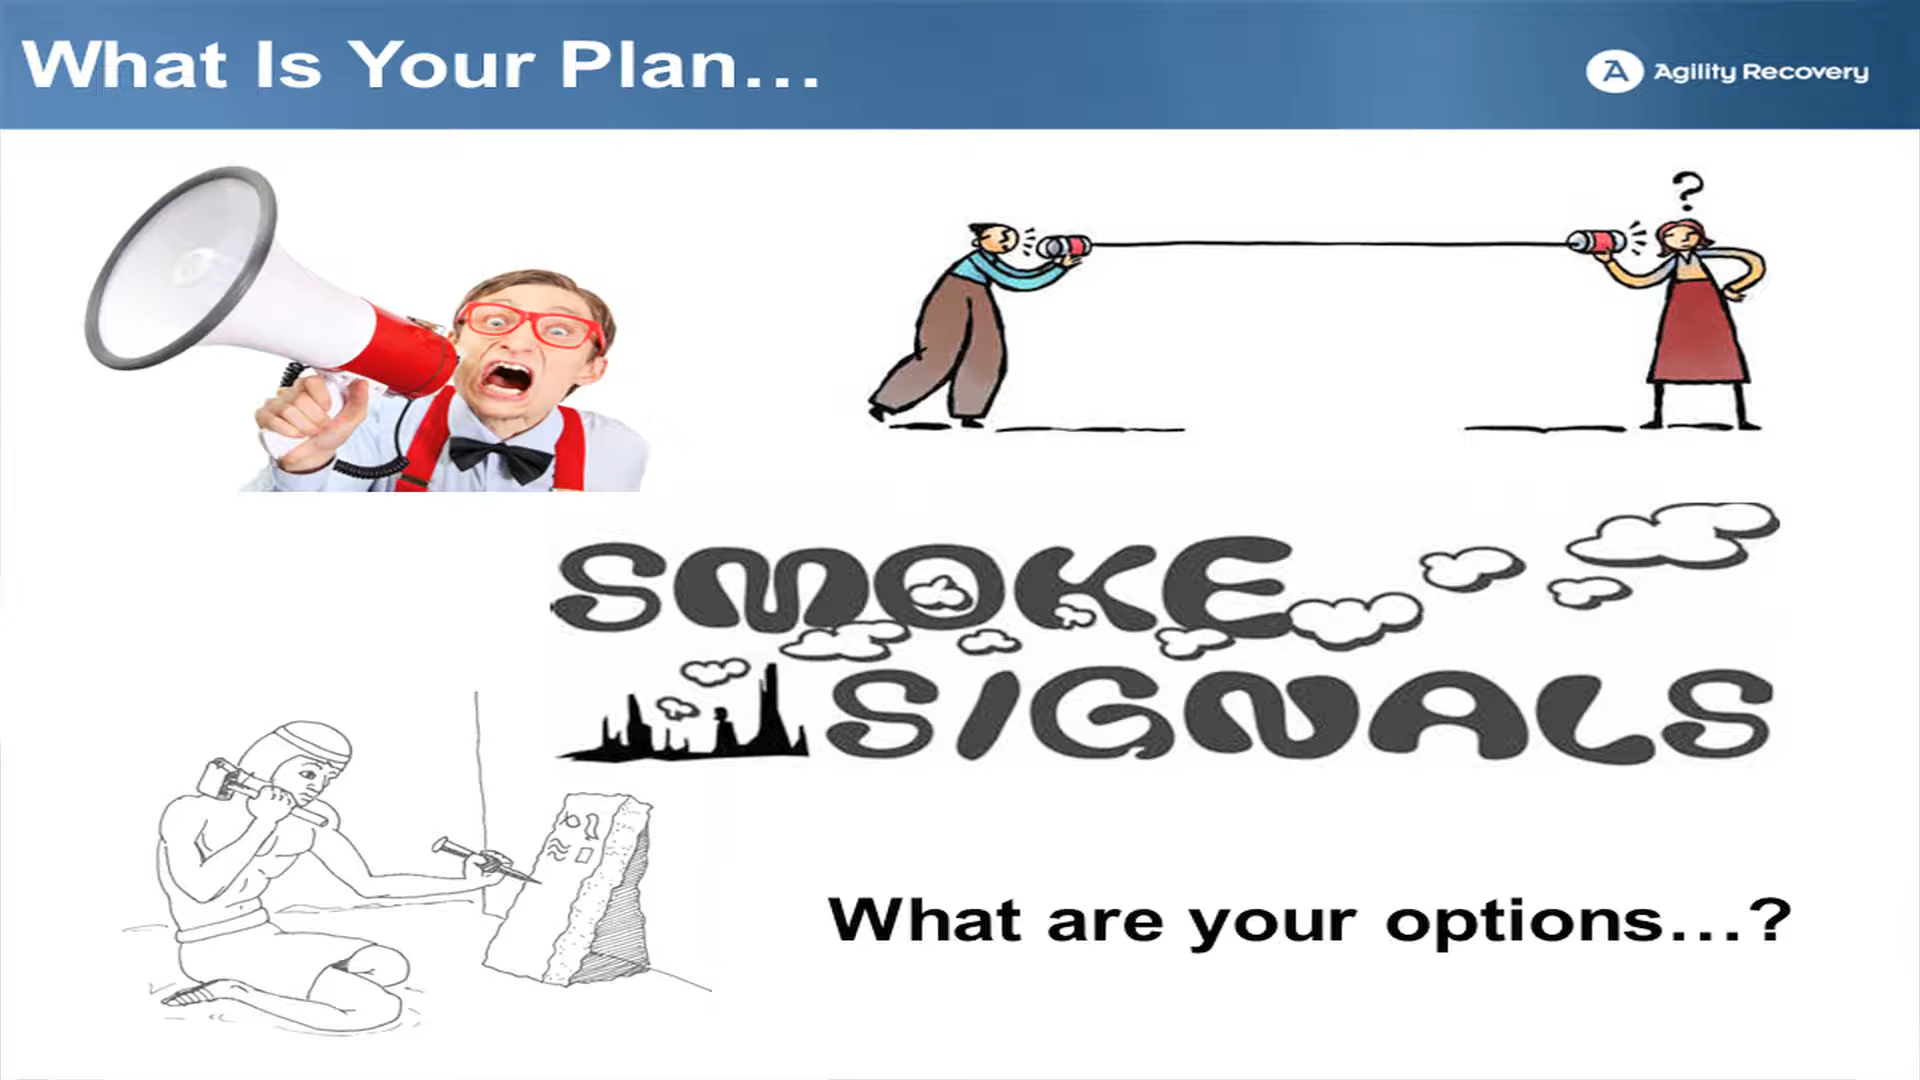 What Is Your Plan...
Agility Recovery
?
SMOKE
SIGNALS
What are your options...?